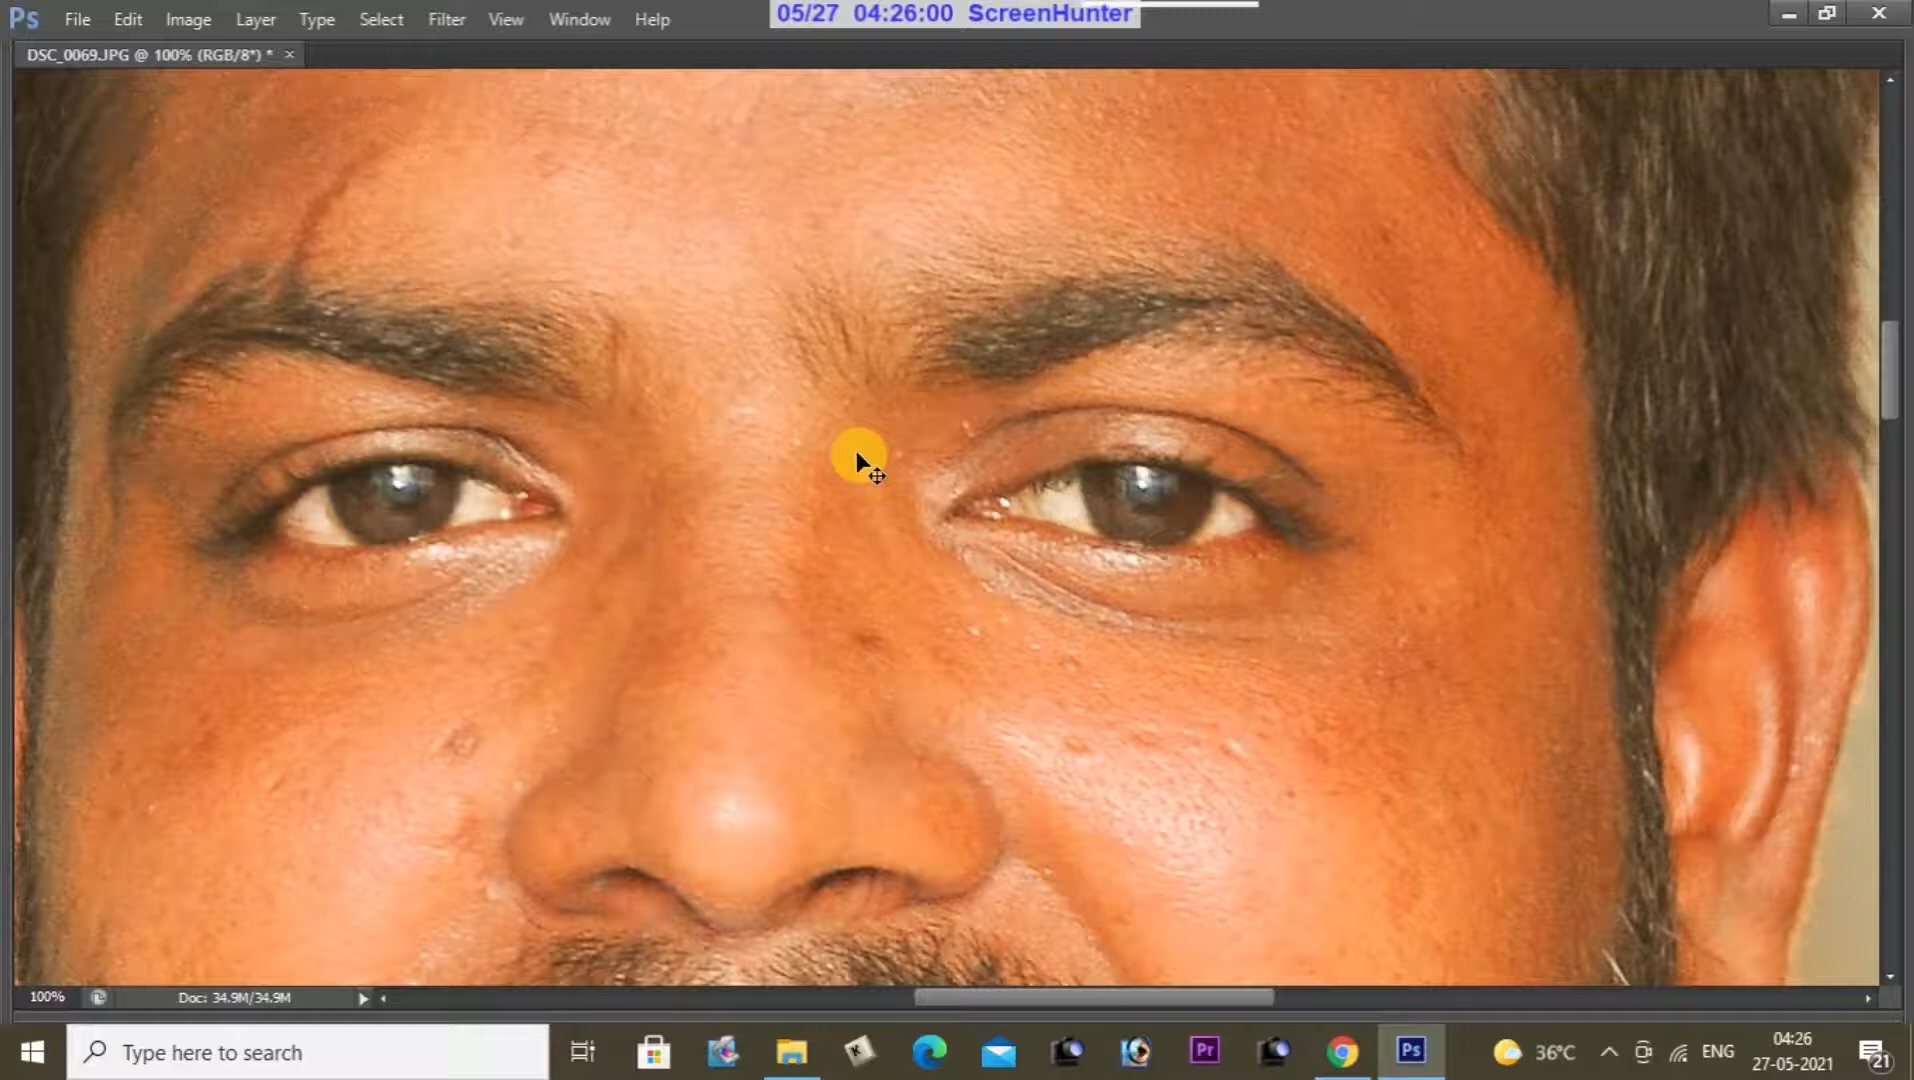 05/27 04:26:00 ScreenHunter
Ps File Edit Image Layer Type Select Filter View Window Help
DSC_0069.JPG @ 100% (RGB/8*) * ×
100% Doc: 34.9M/34.9M
Type here to search
K
Pr
Ps
36°C
ENG
04:26
27-05-2021
21